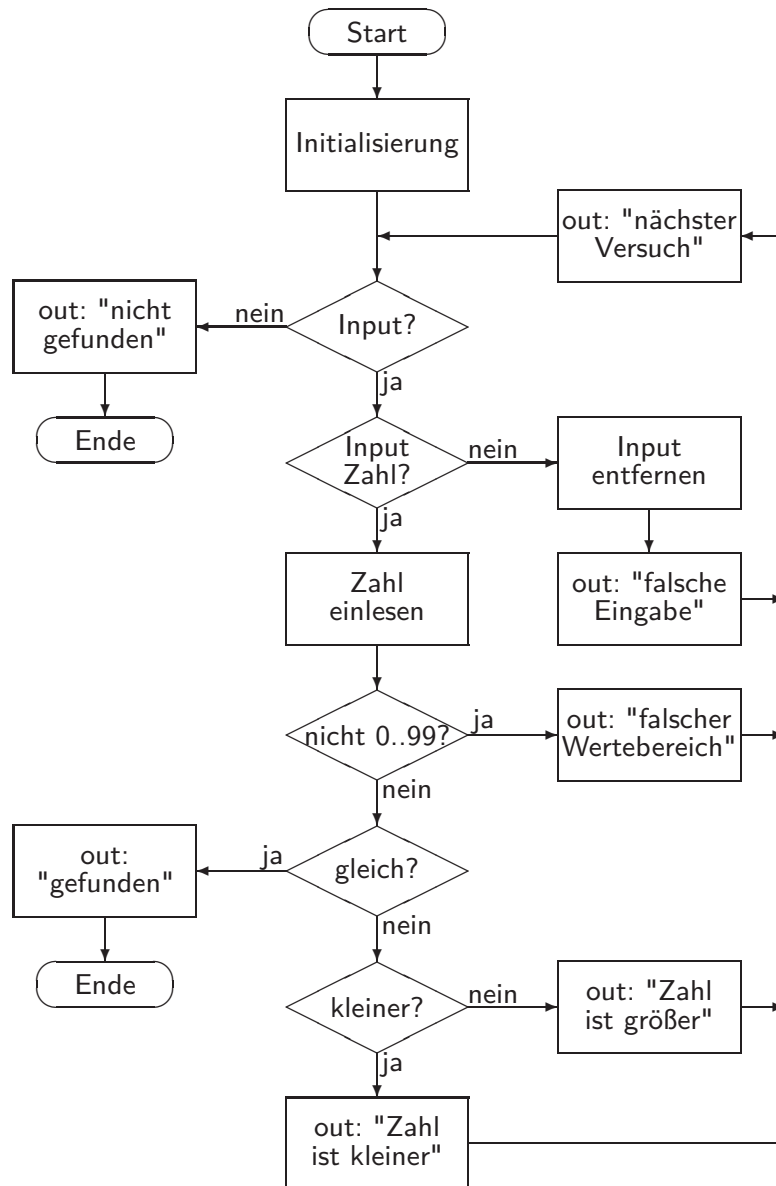 Start
Initialisierung
out: "nächster
Versuch"
out: "nicht
gefunden"
nein
Input?
ja
Ende
Input
Zahl?
nein
Input
entfernen
ja
Zahl
einlesen
out: "falsche
Eingabe"
nicht 0..99?
ja
out: "falscher
Wertebereich"
nein
out:
"gefunden"
ja
gleich?
nein
Ende
kleiner?
nein
out: "Zahl
ist größer"
ja
out: "Zahl
ist kleiner"